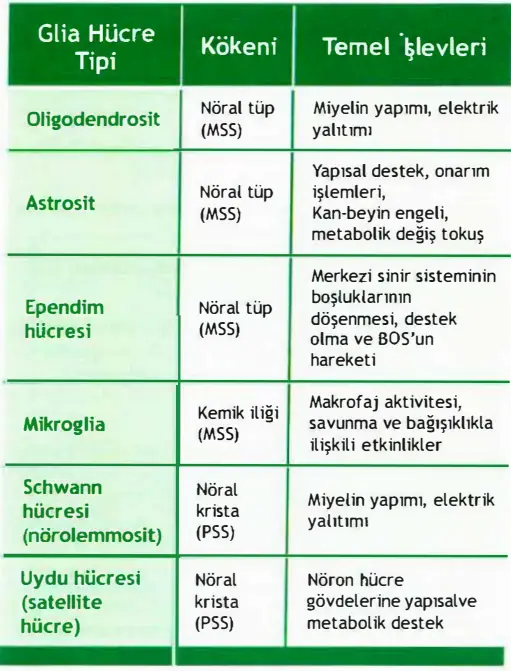 Glia Hücre
Tipi
Kökeni
Temel İşlevleri
Oligodendrosit
Nöral tüp
(MSS)
Miyelin yapımı, elektrik
yalıtımı
Astrosit
Nöral tüp
(MSS)
Yapısal destek, onarım
işlemleri,
Kan-beyin engeli,
metabolik değiş tokuş
Ependim
hücresi
Nöral tüp
(MSS)
Merkezi sinir sisteminin
boşluklarının
döşenmesi, destek
olma ve BOS'un
hareketi
Mikroglia
Kemik iliği
(MSS)
Makrofaj aktivitesi,
savunma ve bağışıklıkla
ilişkili etkinlikler
Schwann
hücresi
(nörolemmosit)
Nöral
krista
(PSS)
Miyelin yapımı, elektrik
yalıtımı
Uydu hücresi
(satellite
hücre)
Nöral
krista
(PSS)
Nöron hücre
gövdelerine yapısalve
metabolik destek